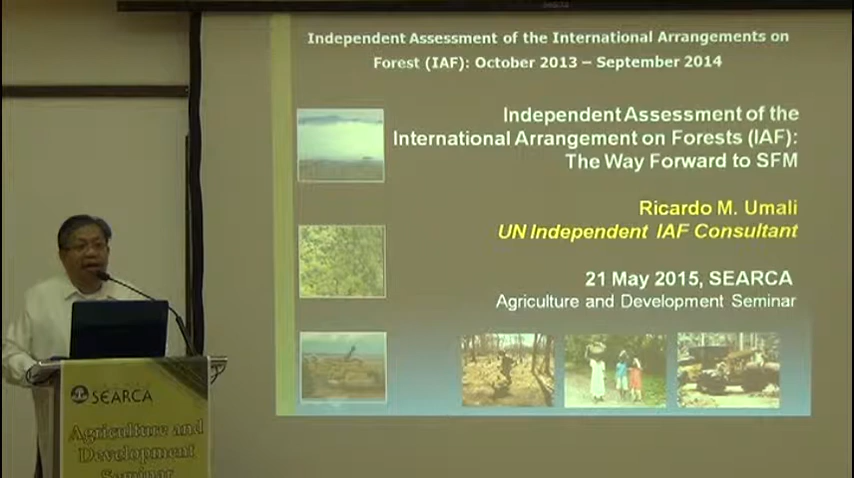 Independent Assessment of the International Arrangements on
Forest (IAF): October 2013 – September 2014
Independent Assessment of the
International Arrangement on Forests (IAF):
The Way Forward to SFM
Ricardo M. Umali
UN Independent IAF Consultant
21 May 2015, SEARCA
Agriculture and Development Seminar
SEARCA
Agriculture and
Development
Seminar